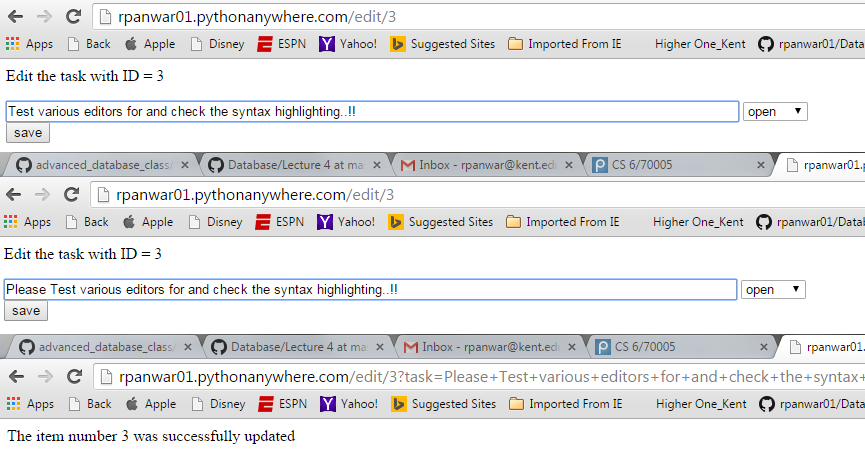 rpanwar01.pythonanywhere.com/edit/3
Apps Back Apple Disney ESPN Yahoo! Suggested Sites Imported From IE Higher One_Kent rpanwar01/Data
Edit the task with ID = 3
Test various editors for and check the syntax highlighting..!! open
save
advanced_database_class/ Database/Lecture 4 at ma Inbox - rpanwar@kent.ed CS 6/70005 rpanwar01.p
rpanwar01.pythonanywhere.com/edit/3
Apps Back Apple Disney ESPN Yahoo! Suggested Sites Imported From IE Higher One_Kent rpanwar01/Datab
Edit the task with ID = 3
Please Test various editors for and check the syntax highlighting..!! open
save
advanced_database_class/ Database/Lecture 4 at ma Inbox - rpanwar@kent.ed CS 6/70005 rpanwar01.py
rpanwar01.pythonanywhere.com/edit/3?task=Please+Test+various+editors+for+and+check+the+syntax+
Apps Back Apple Disney ESPN Yahoo! Suggested Sites Imported From IE Higher One_Kent rpanwar01/Data
The item number 3 was successfully updated